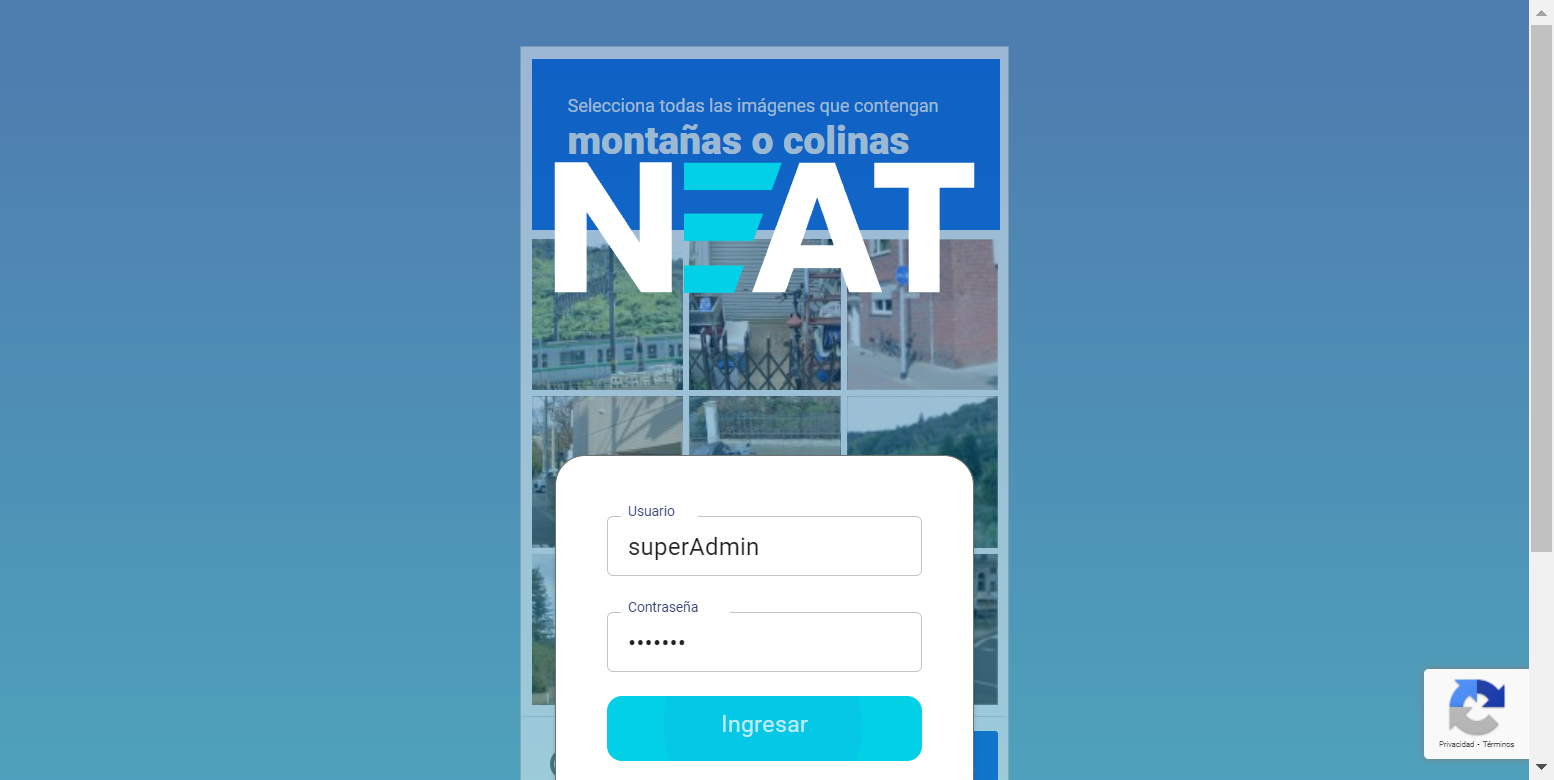 Selecciona todas las imágenes que contengan
montañas o colinas
NEAT
Usuario
superAdmin
Contraseña
•••••••
Ingresar
Privacidad - Términos